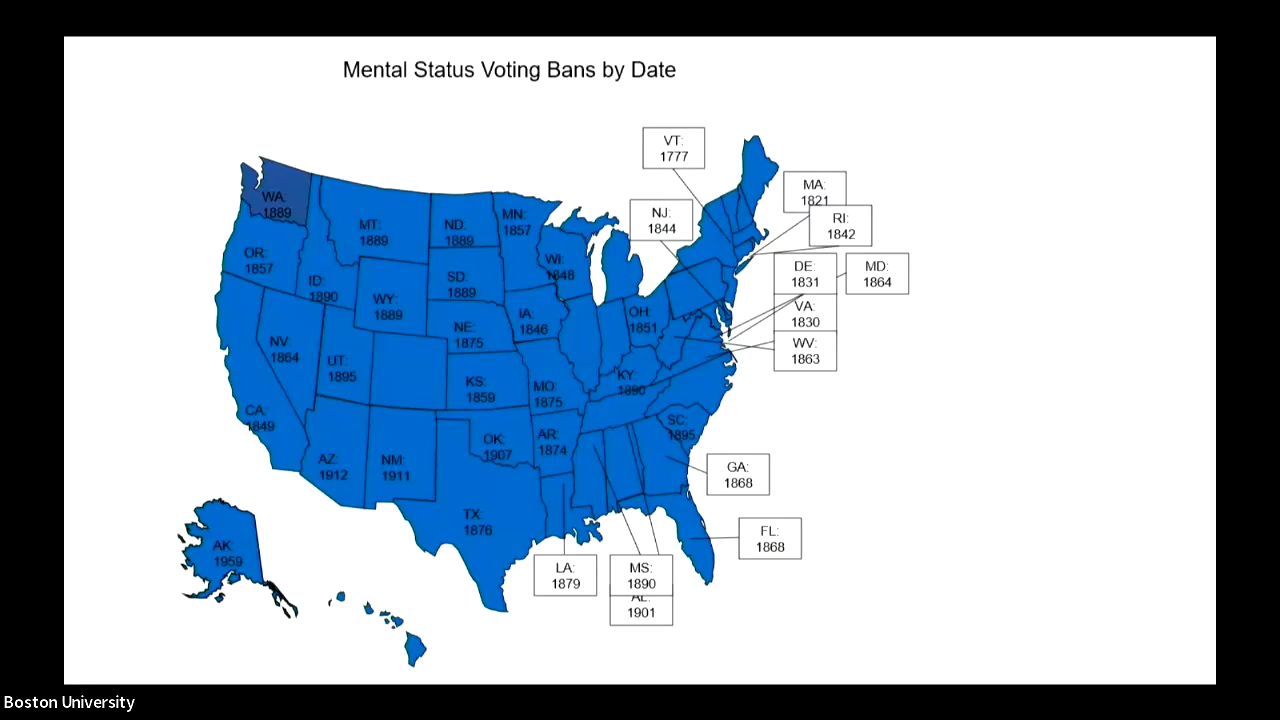 Mental Status Voting Bans by Date
VT:
1777
MA:
1821
NJ:
1844
RI:
1842
WA:
1889
MT:
1889
ND:
1889
MN:
1857
OR:
1857
WI:
1848
DE:
1831
MD:
1864
ID:
1890
SD:
1889
WY:
1889
VA:
1830
IA:
1846
OH:
1851
NE:
1875
NV:
1864
WV:
1863
UT:
1895
KS:
1859
MO:
1875
KY:
1890
CA:
1849
SC:
1895
OK:
1907
AR:
1874
AZ:
1912
NM:
1911
GA:
1868
TX:
1876
FL:
1868
AK:
1959
LA:
1879
MS:
1890
AL:
1901
Boston University